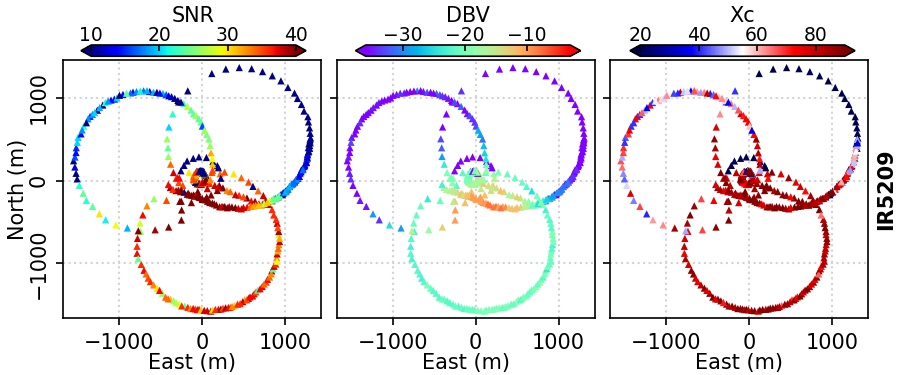 SNR DBV Xc
10 20 30 40 −30 −20 −10 20 40 60 80
1000
0
−1000
North (m)
−1000 0 1000 −1000 0 1000 −1000 0 1000
East (m) East (m) East (m)
IR5209